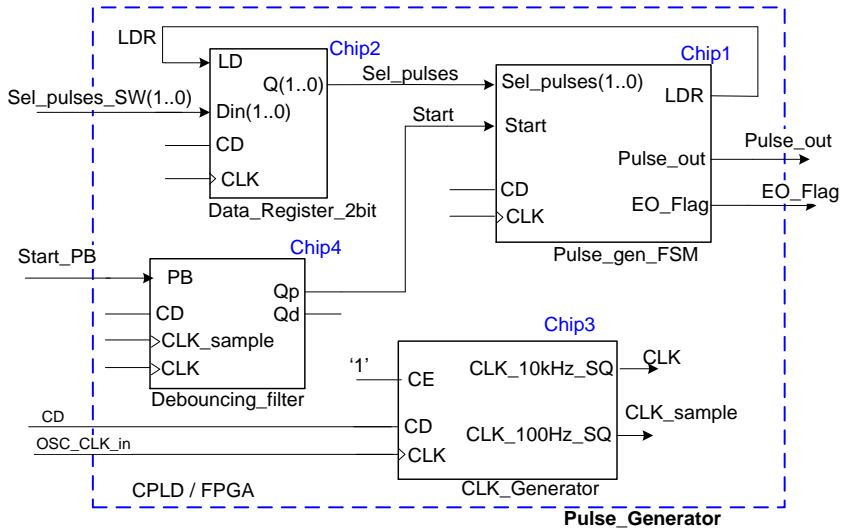 LDR
Chip2
LD
Q(1..0)
Sel_pulses_SW(1..0)
Din(1..0)
CD
CLK
Data_Register_2bit
Sel_pulses
Start
Chip1
Sel_pulses(1..0)
LDR
Start
Pulse_out
Pulse_out
EO_Flag
EO_Flag
CD
CLK
Pulse_gen_FSM
Chip4
Start_PB
PB
Qp
Qd
CD
CLK_sample
CLK
Debouncing_filter
Chip3
'1'
CE
CLK_10kHz_SQ
CLK
CD
CD
CLK_100Hz_SQ
CLK_sample
OSC_CLK_in
CLK
CLK_Generator
CPLD / FPGA
Pulse_Generator